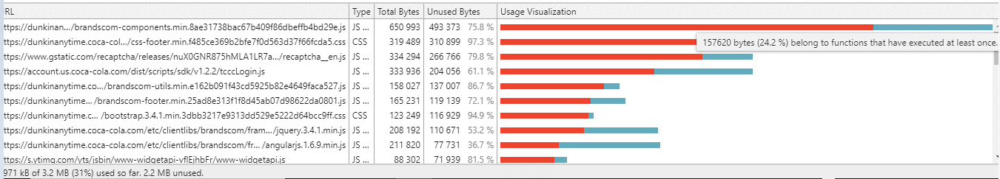 URL Type Total Bytes Unused Bytes Usage Visualization
ttps://dunkinan.../brandscom-components.min.8ae31738bac67b409f86dbeffb4bd29e.js JS ... 650 993 493 373 75.8 %
ttps://dunkinanytime.coca-col... /css-footer.min.f485ce369b2bfe7f0d563d37f66fcda5.css CSS 319 489 310 899 97.3 %
157620 bytes (24.2 %) belong to functions that have executed at least once.
ttps://www.gstatic.com/recaptcha/releases/nuX0GNR875hMLA1LR7a.../recaptcha__en.js JS ... 334 294 266 766 79.8 %
ttps://account.us.coca-cola.com/dist/scripts/sdk/v1.2.2/tcccLogin.js JS ... 333 936 204 056 61.1 %
ttps://dunkinanytime.co.../brandscom-utils.min.e162b091f43cd5925b82e4649faca527.js JS ... 158 027 137 007 86.7 %
ttps://dunkinanytime... /brandscom-footer.min.25ad8e313f1f8d45ab07d98622da0801.js JS ... 165 231 119 139 72.1 %
ttps://dunkinanytime.c... /bootstrap.3.4.1.min.3dbb3217e9313dd529e5222d64bcc9ff.css CSS 123 249 116 929 94.9 %
ttps://dunkinanytime.coca-cola.com/etc/clientlibs/brandscom/fram.../jquery.3.4.1.min.js JS ... 208 192 110 671 53.2 %
ttps://dunkinanytime.coca-cola.com/etc/clientlibs/brandscom/fr... /angularjs.1.6.9.min.js JS ... 211 820 77 731 36.7 %
ttps://s.ytimg.com/yts/jsbin/www-widgetapi-vflEjhbFr/www-widgetapi.js JS ... 88 302 71 939 81.5 %
971 kB of 3.2 MB (31%) used so far. 2.2 MB unused.